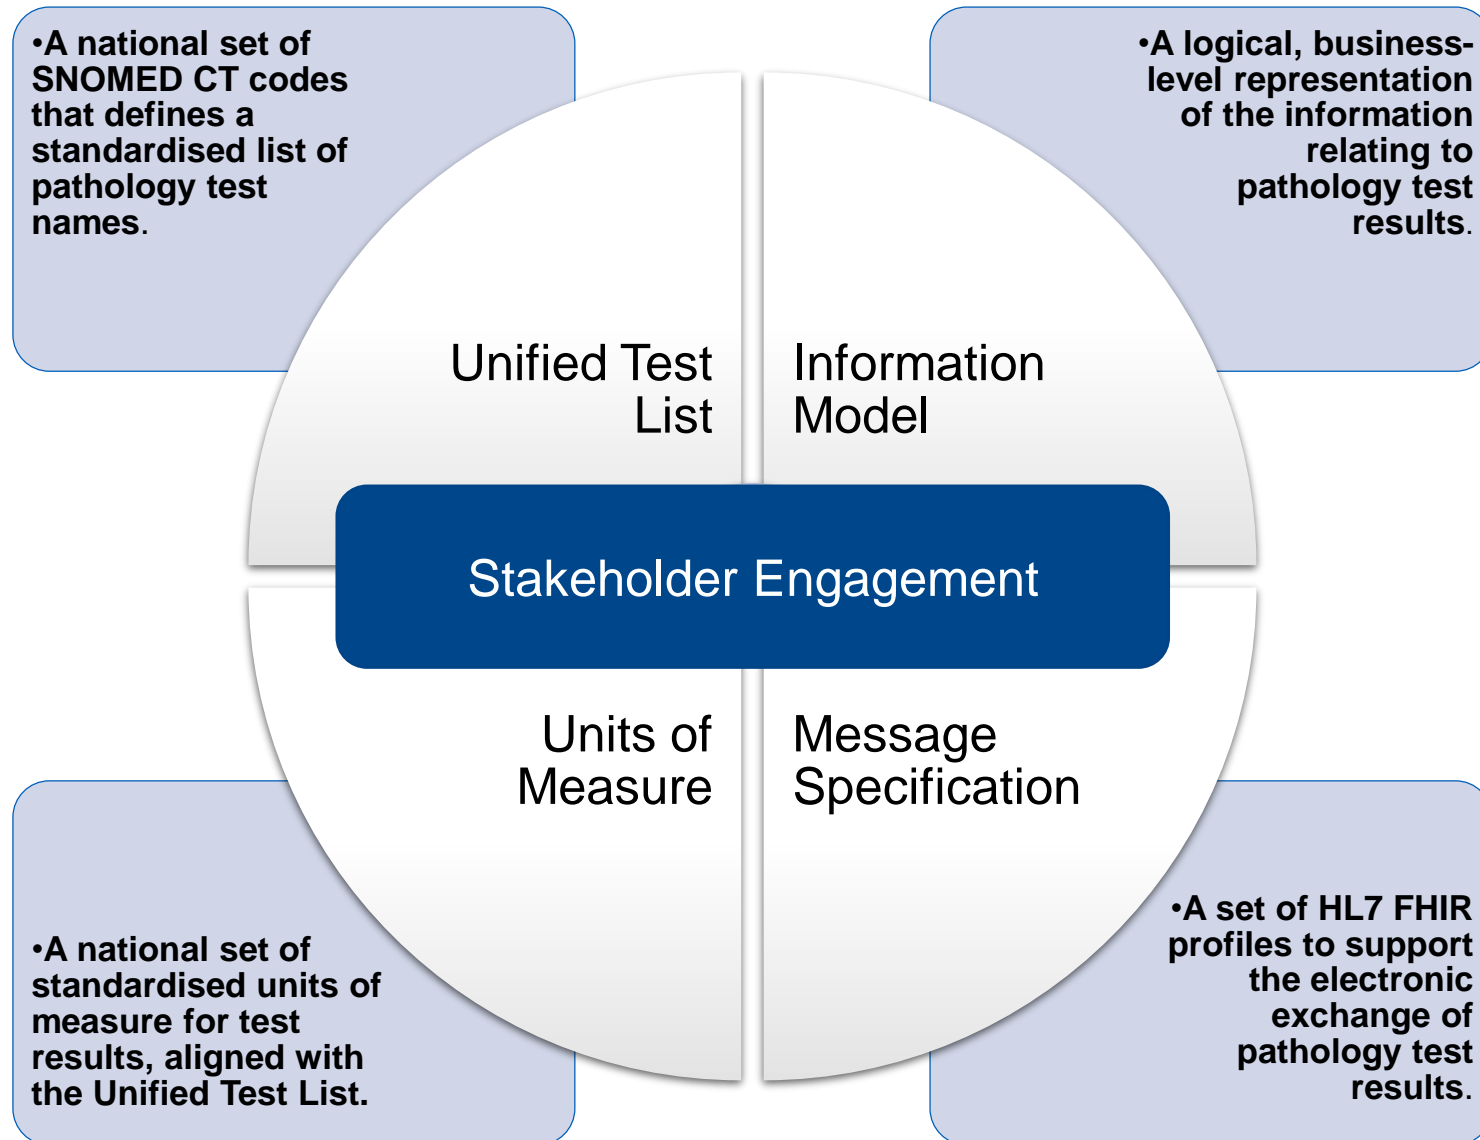 •A national set of
SNOMED CT codes
that defines a
standardised list of
pathology test
names.
•A logical, business-
level representation
of the information
relating to
pathology test
results.
Unified Test
List
Information
Model
Stakeholder Engagement
Units of
Measure
Message
Specification
•A national set of
standardised units of
measure for test
results, aligned with
the Unified Test List.
•A set of HL7 FHIR
profiles to support
the electronic
exchange of
pathology test
results.